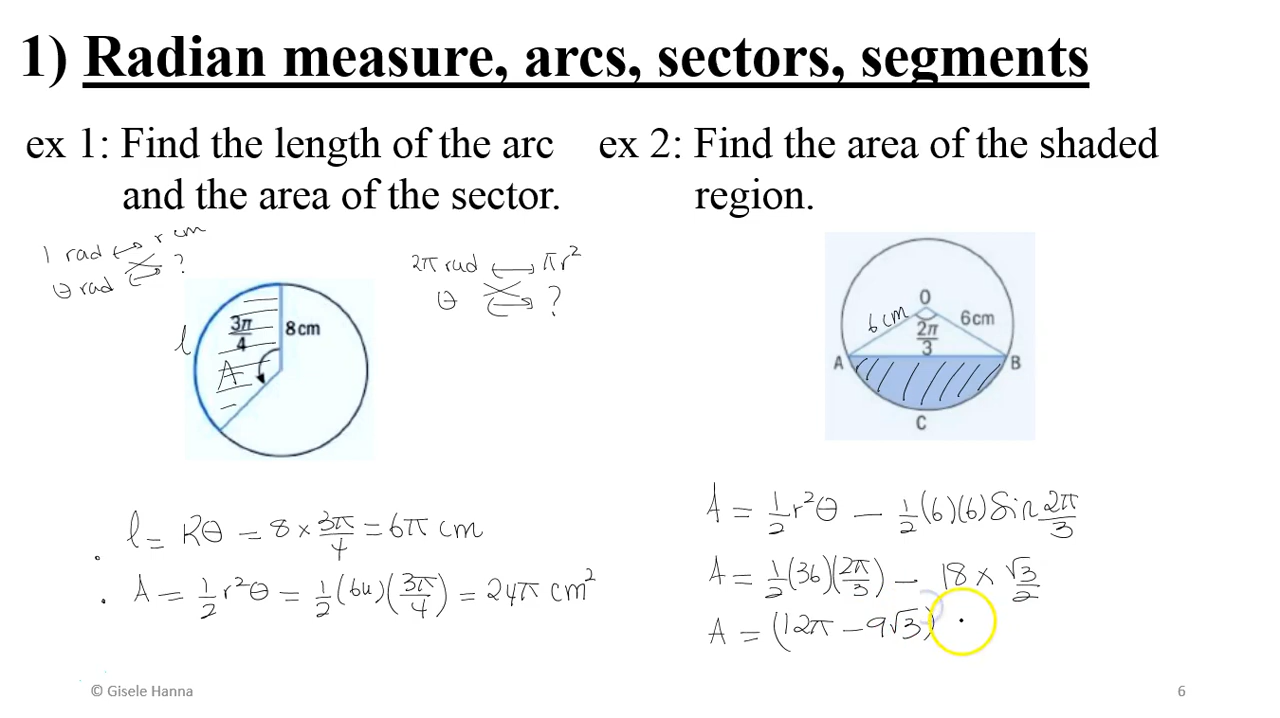 1) Radian measure, arcs, sectors, segments
ex 1: Find the length of the arc
and the area of the sector.
1 rad ↔ r cm
θ rad ?
2π rad ↔ πr²
θ ?
l
3π/4
8cm
A
l = Rθ = 8 × 3π/4 = 6π cm
A = 1/2 r²θ = 1/2 (64)(3π/4) = 24π cm²
ex 2: Find the area of the shaded
region.
O
6cm
6cm
2π/3
A
B
C
A = 1/2 r²θ − 1/2 (6)(6) Sin 2π/3
A = 1/2 (36)(2π/3) − 18 × √3/2
A = (12π − 9√3)
© Gisele Hanna
6